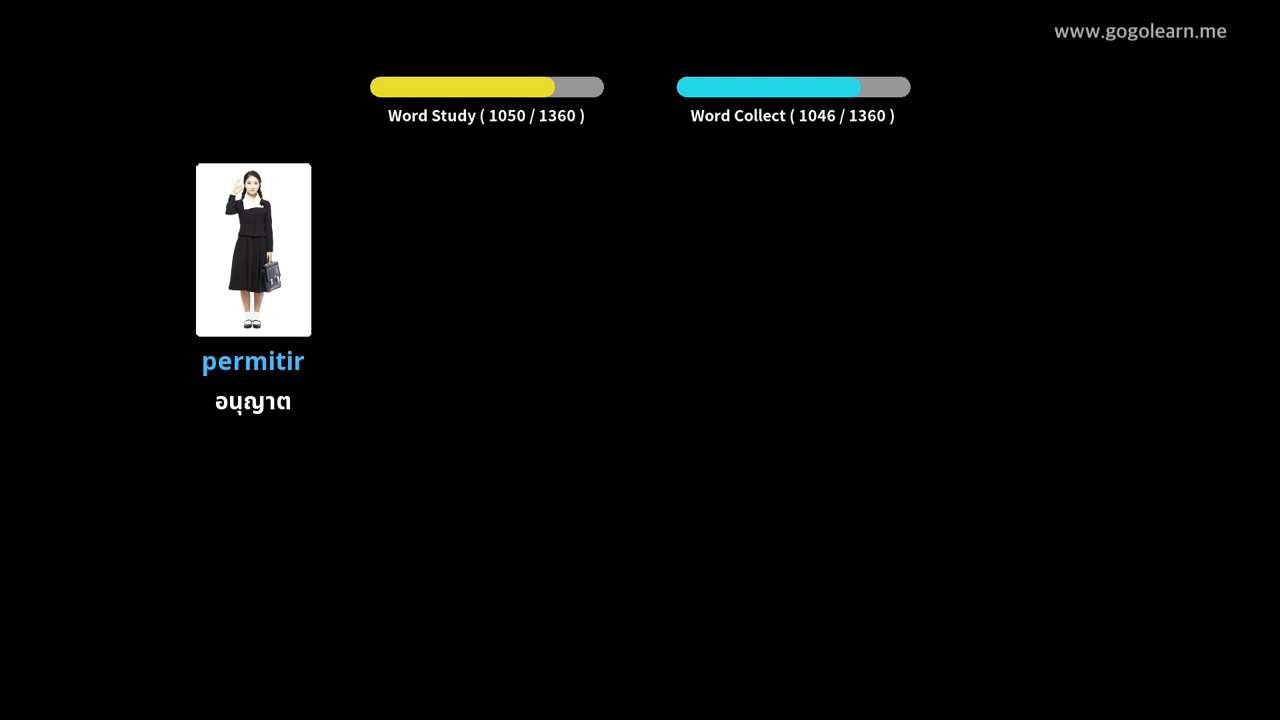 www.gogolearn.me
Word Study ( 1050 / 1360 )
Word Collect ( 1046 / 1360 )
permitir
อนุญาต